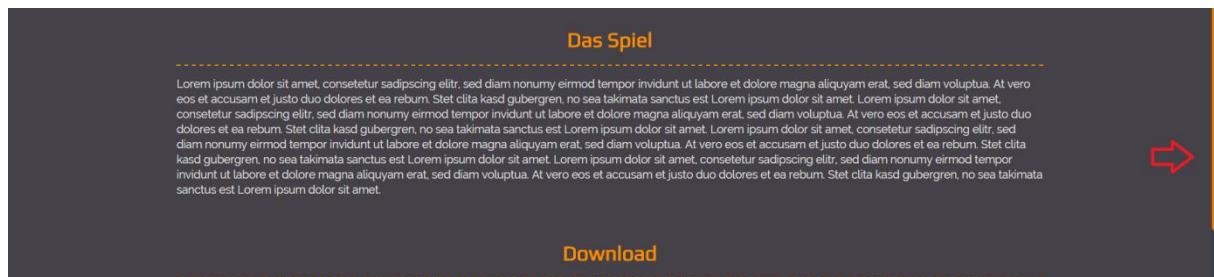 Das Spiel
Lorem ipsum dolor sit amet, consetetur sadipscing elitr, sed diam nonumy eirmod tempor invidunt ut labore et dolore magna aliquyam erat, sed diam voluptua. At vero
eos et accusam et justo duo dolores et ea rebum. Stet clita kasd gubergren, no sea takimata sanctus est Lorem ipsum dolor sit amet. Lorem ipsum dolor sit amet,
consetetur sadipscing elitr, sed diam nonumy eirmod tempor invidunt ut labore et dolore magna aliquyam erat, sed diam voluptua. At vero eos et accusam et justo duo
dolores et ea rebum. Stet clita kasd gubergren, no sea takimata sanctus est Lorem ipsum dolor sit amet. Lorem ipsum dolor sit amet, consetetur sadipscing elitr, sed
diam nonumy eirmod tempor invidunt ut labore et dolore magna aliquyam erat, sed diam voluptua. At vero eos et accusam et justo duo dolores et ea rebum. Stet clita
kasd gubergren, no sea takimata sanctus est Lorem ipsum dolor sit amet. Lorem ipsum dolor sit amet, consetetur sadipscing elitr, sed diam nonumy eirmod tempor
invidunt ut labore et dolore magna aliquyam erat, sed diam voluptua. At vero eos et accusam et justo duo dolores et ea rebum. Stet clita kasd gubergren, no sea takimata
sanctus est Lorem ipsum dolor sit amet.
Download